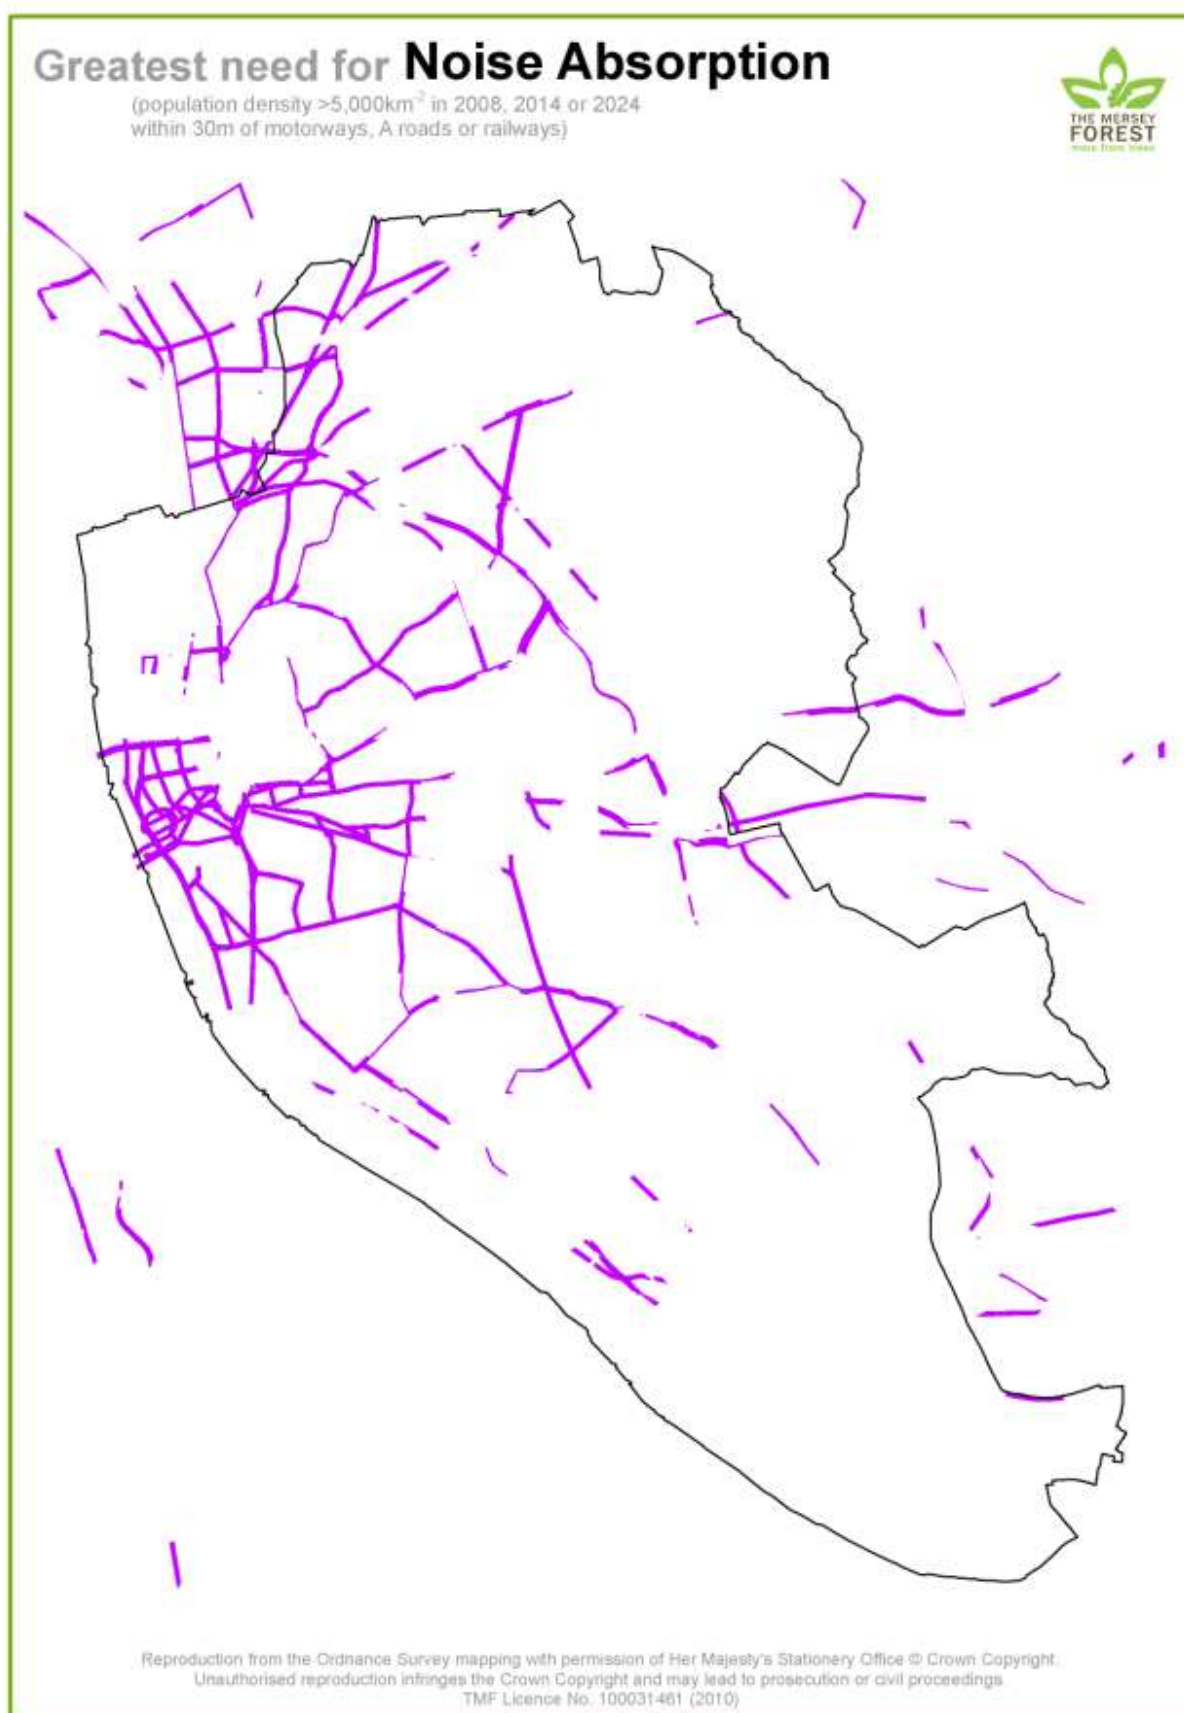 Greatest need for Noise Absorption
(population density >5,000km⁻² in 2008, 2014 or 2024
within 30m of motorways, A roads or railways)
THE MERSEY
FOREST
more from trees
Reproduction from the Ordnance Survey mapping with permission of Her Majesty's Stationery Office © Crown Copyright.
Unauthorised reproduction infringes the Crown Copyright and may lead to prosecution or civil proceedings
TMF Licence No. 100031461 (2010)